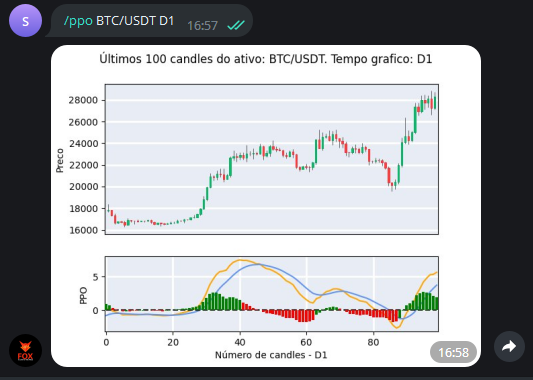 S
/ppo BTC/USDT D1
16:57
Últimos 100 candles do ativo: BTC/USDT. Tempo grafico: D1
28000
26000
24000
22000
20000
18000
16000
Preco
5
0
PPO
0 20 40 60 80
Número de candles - D1
16:58
FOX